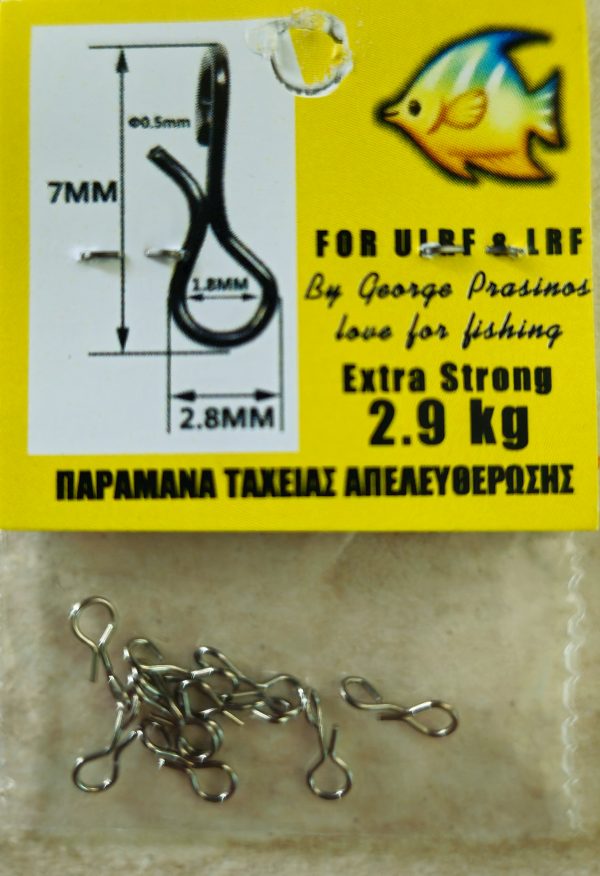 Φ0.5mm
7MM
1.8MM
2.8MM
FOR ULRF & LRF
By George Prasinos
love for fishing
Extra Strong
2.9 kg
ΠΑΡΑΜΑΝΑ ΤΑΧΕΙΑΣ ΑΠΕΛΕΥΘΕΡΩΣΗΣ